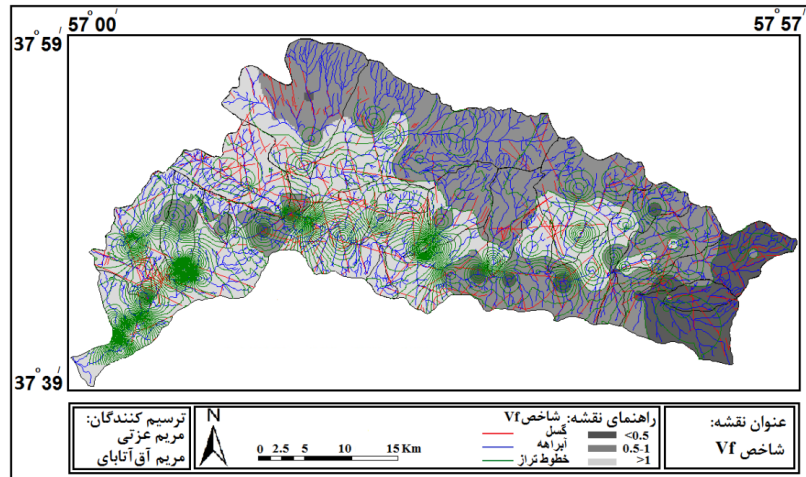 57° 00′
57° 57′
37° 59′
37° 39′
عنوان نقشه:
شاخص Vf
راهنمای نقشه:
شاخص Vf
<0.5
0.5-1
>1
گسل
آبراهه
خطوط تراز
N
0 2.5 5 10 15 Km
ترسیم کنندگان:
مریم عزتی
مریم آق‌آتابای